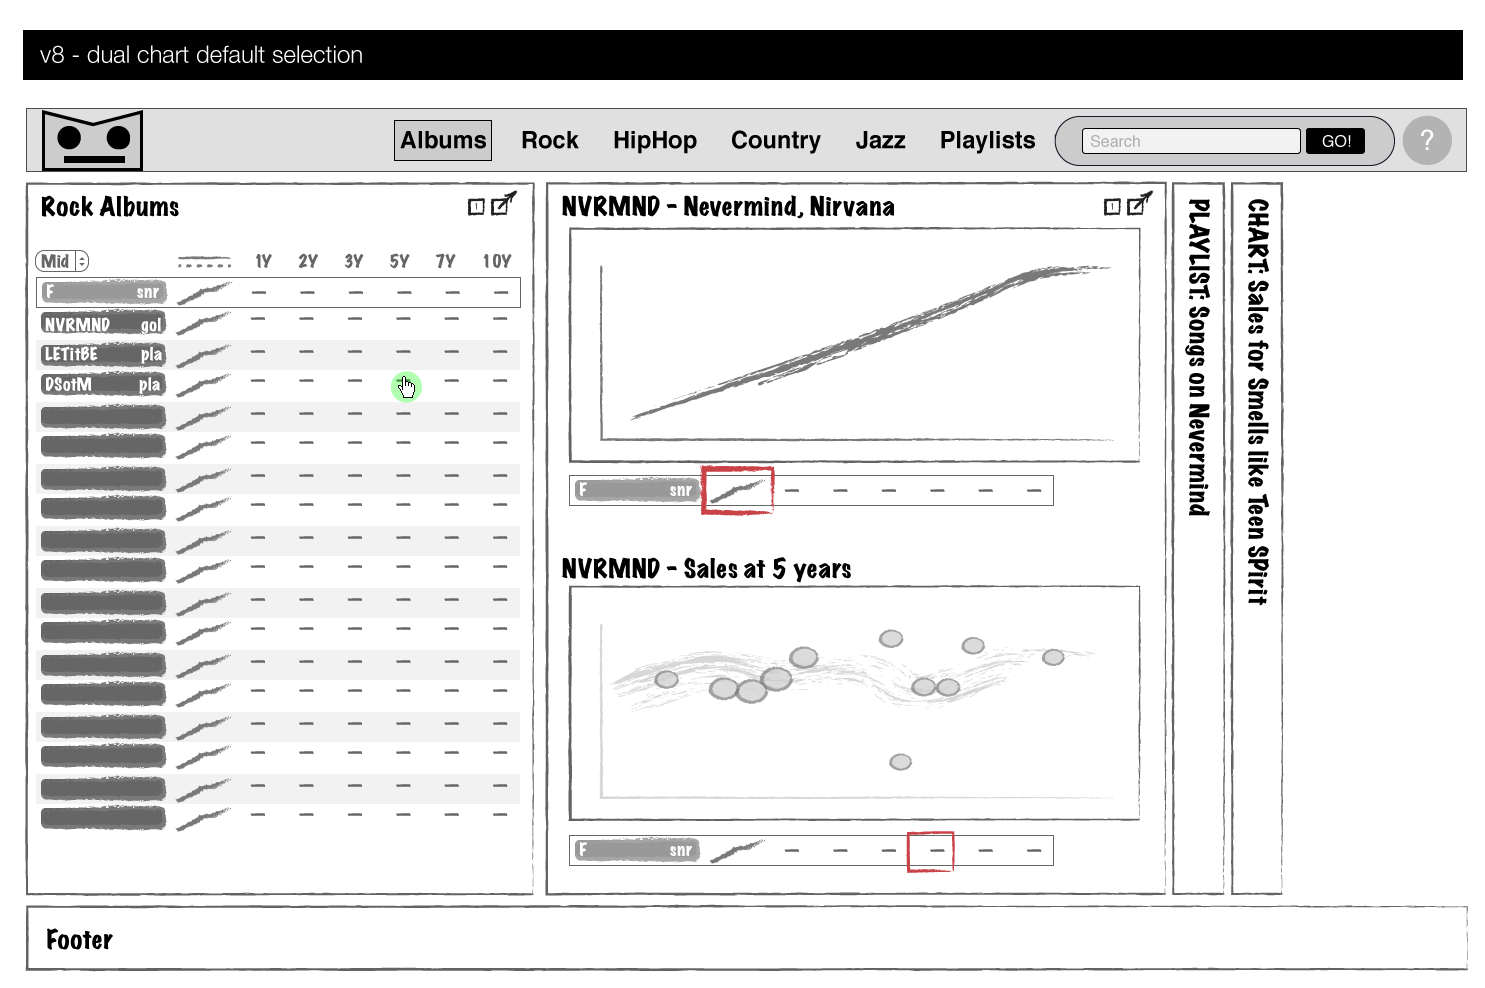 v8 - dual chart default selection
Albums Rock HipHop Country Jazz Playlists Search GO! ?
Rock Albums
Mid 1Y 2Y 3Y 5Y 7Y 10Y
F snr
NVRMND gol
LETitBE pla
DSotM pla
NVRMND - Nevermind, Nirvana
F snr
NVRMND - Sales at 5 years
F snr
PLAYLIST: Songs on Nevermind
CHART: Sales for Smells like Teen SPirit
Footer